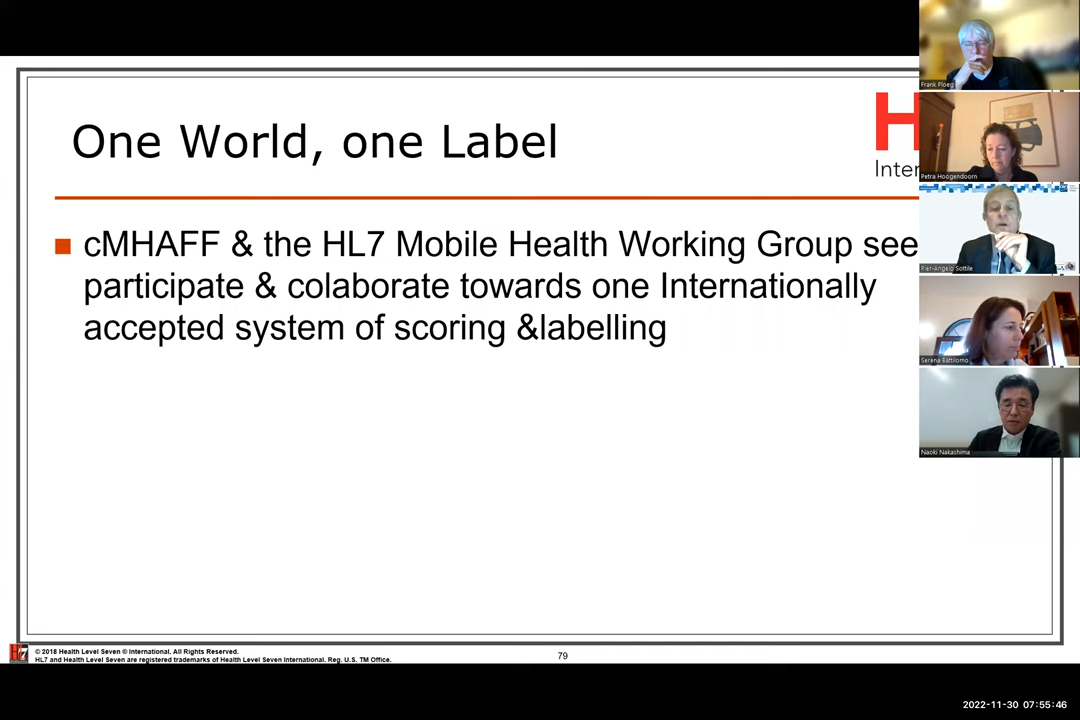 One World, one Label
H
Inter
cMHAFF & the HL7 Mobile Health Working Group see
participate & colaborate towards one Internationally
accepted system of scoring &labelling
Frank Ploeg
Petra Hoogendoorn
Pier-Angelo Sottile
Serena Battilomo
Naoki Nakashima
HL7
© 2018 Health Level Seven ® International. All Rights Reserved.
HL7 and Health Level Seven are registered trademarks of Health Level Seven International. Reg. U.S. TM Office.
79
2022-11-30 07:55:46